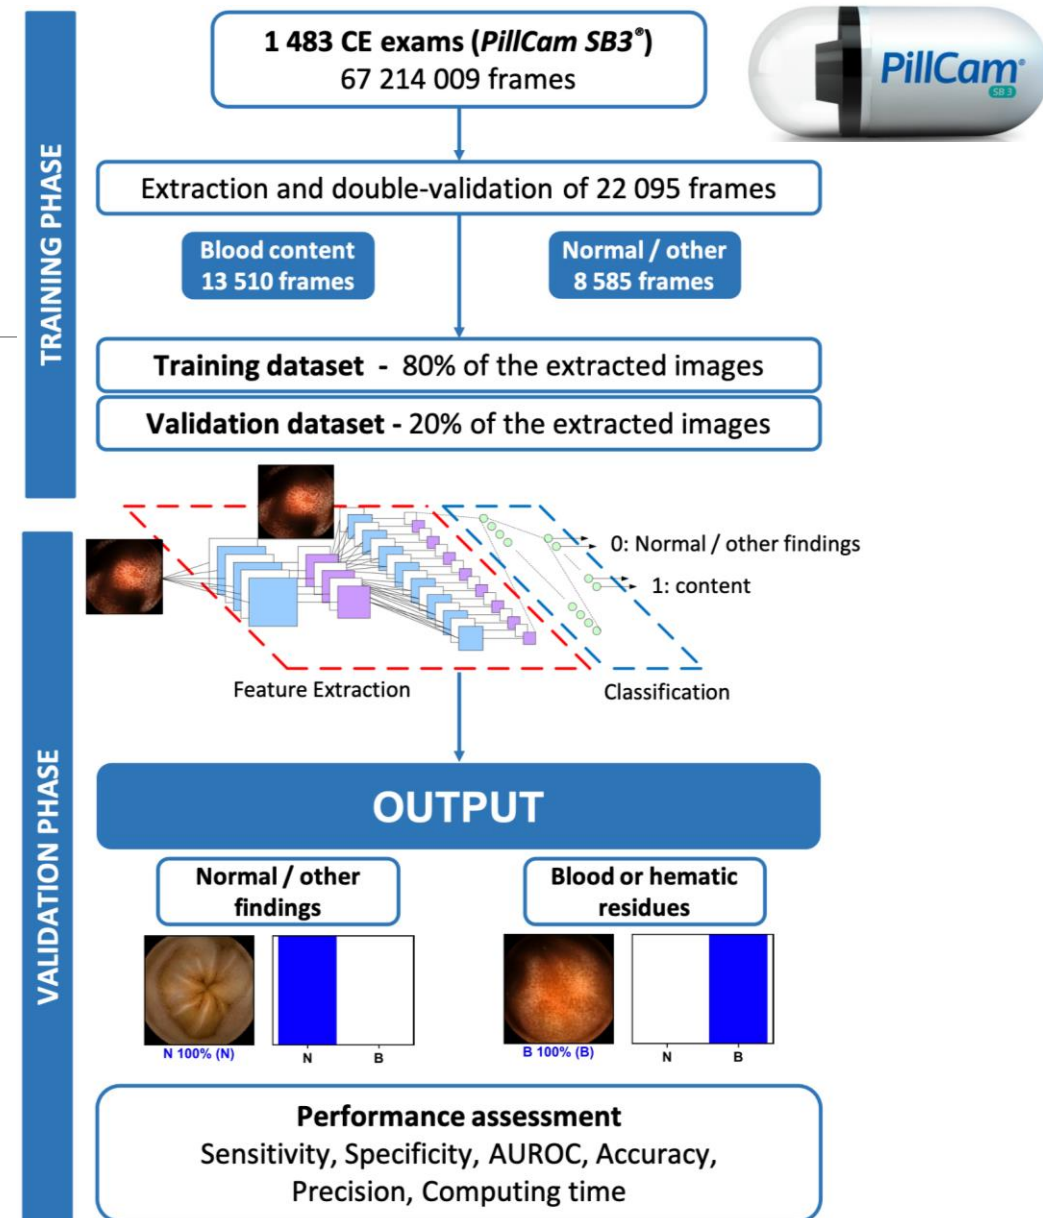 1 483 CE exams (PillCam SB3®)
67 214 009 frames
PillCam®
SB 3
TRAINING PHASE
Extraction and double-validation of 22 095 frames
Blood content
13 510 frames
Normal / other
8 585 frames
Training dataset - 80% of the extracted images
Validation dataset - 20% of the extracted images
0: Normal / other findings
1: content
Feature Extraction
Classification
VALIDATION PHASE
OUTPUT
Normal / other
findings
Blood or hematic
residues
N 100% (N)
N B
B 100% (B)
N B
Performance assessment
Sensitivity, Specificity, AUROC, Accuracy,
Precision, Computing time